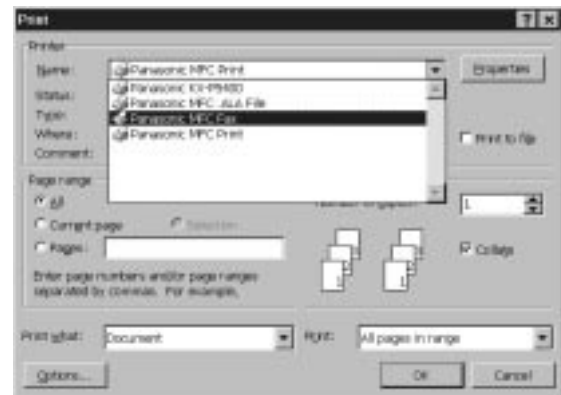 Print
Printer
Name: Panasonic MFC Print
Properties
Status: Panasonic KX-P5400
Panasonic MFC .ALA File
Type: Panasonic MFC Fax
Where: Panasonic MFC Print
Print to file
Comment:
Page range
All
1
Current page Selection
Pages:
Collate
Enter page numbers and/or page ranges
separated by commas. For example,
Print what: Document
Print: All pages in range
Options...
OK
Cancel